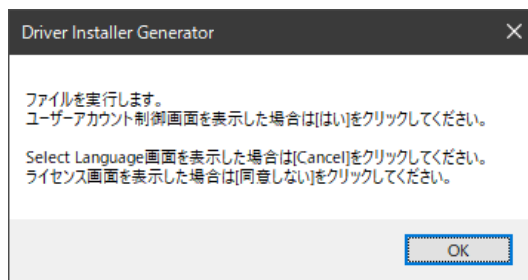 Driver Installer Generator
ファイルを実行します。
ユーザーアカウント制御画面を表示した場合は[はい]をクリックしてください。
Select Language画面を表示した場合は[Cancel]をクリックしてください。
ライセンス画面を表示した場合は[同意しない]をクリックしてください。
OK